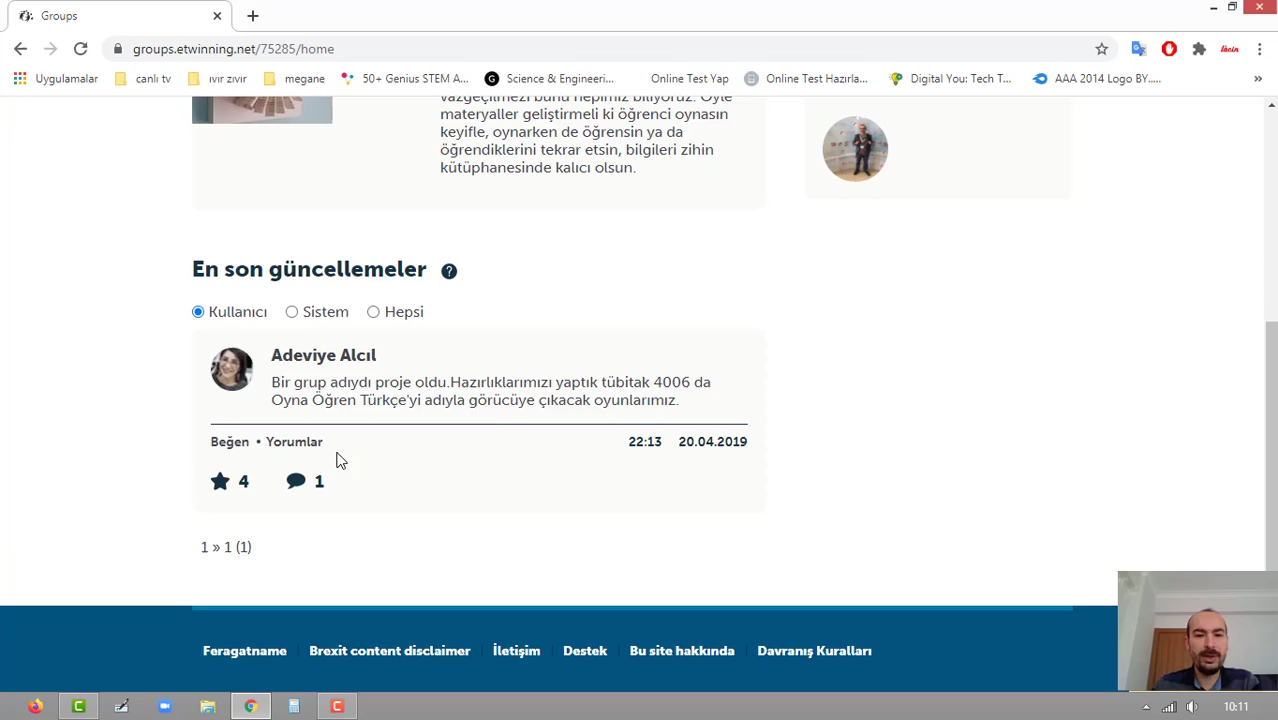 Groups
groups.etwinning.net/75285/home
Uygulamalar
canlı tv
ıvır zıvır
megane
50+ Genius STEM A...
Science & Engineeri...
Online Test Yap
Online Test Hazırla...
Digital You: Tech T...
AAA 2014 Logo BY.....
vazgeçilmezi bunu hepimiz biliyoruz. Öyle
materyaller geliştirmeli ki öğrenci oynasın
keyifle, oynarken de öğrensin ya da
öğrendiklerini tekrar etsin, bilgileri zihin
kütüphanesinde kalıcı olsun.
En son güncellemeler
Kullanıcı Sistem Hepsi
Adeviye Alcıl
Bir grup adıydı proje oldu.Hazırlıklarımızı yaptık tübitak 4006 da
Oyna Öğren Türkçe'yi adıyla görücüye çıkacak oyunlarımız.
Beğen • Yorumlar 22:13 20.04.2019
4 1
1 » 1 (1)
Feragatname Brexit content disclaimer İletişim Destek Bu site hakkında Davranış Kuralları
10:11